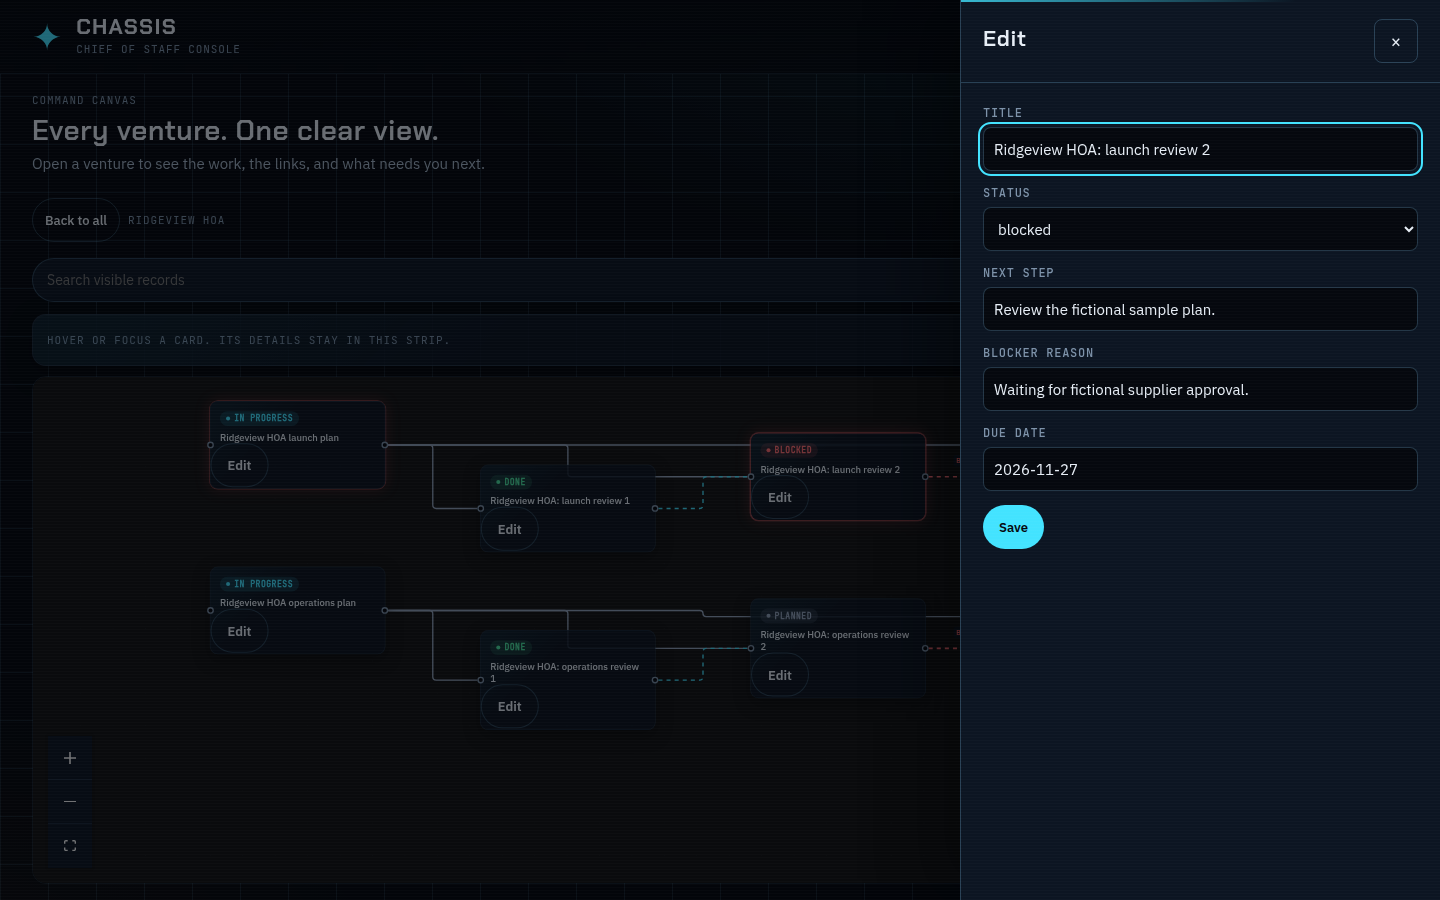 CHASSIS
CHIEF OF STAFF CONSOLE
COMMAND CANVAS
Every venture. One clear view.
Open a venture to see the work, the links, and what needs you next.
Back to all
RIDGEVIEW HOA
Search visible records
HOVER OR FOCUS A CARD. ITS DETAILS STAY IN THIS STRIP.
IN PROGRESS
Ridgeview HOA launch plan
Edit
DONE
Ridgeview HOA: launch review 1
Edit
BLOCKED
Ridgeview HOA: launch review 2
Edit
IN PROGRESS
Ridgeview HOA operations plan
Edit
DONE
Ridgeview HOA: operations review
1
Edit
PLANNED
Ridgeview HOA: operations review
2
Edit
Edit
×
TITLE
Ridgeview HOA: launch review 2
STATUS
blocked
NEXT STEP
Review the fictional sample plan.
BLOCKER REASON
Waiting for fictional supplier approval.
DUE DATE
2026-11-27
Save